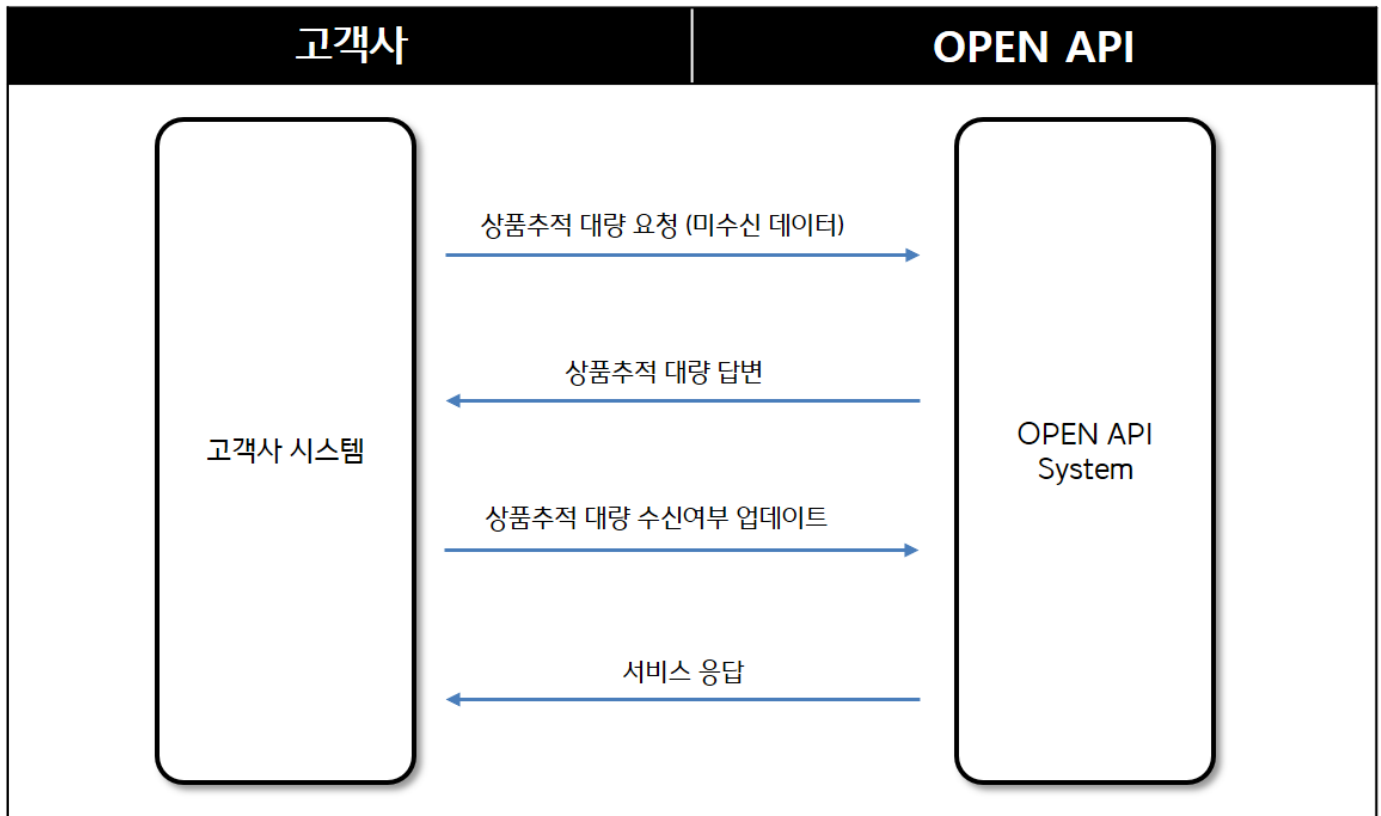 고객사
OPEN API
상품추적 대량 요청 (미수신 데이터)
상품추적 대량 답변
고객사 시스템
OPEN API
System
상품추적 대량 수신여부 업데이트
서비스 응답